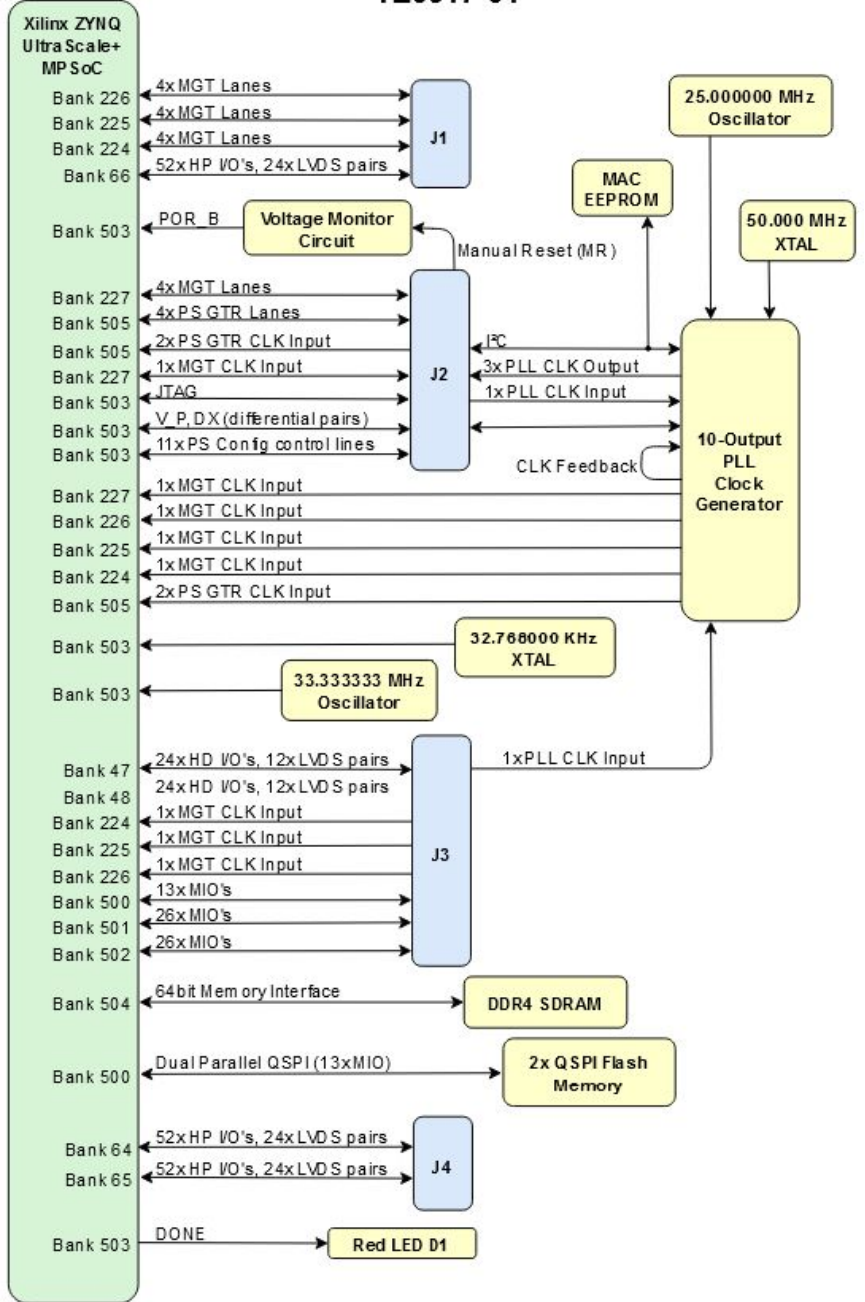 Xilinx ZYNQ
UltraScale+
MPSoC
Bank 226
4x MGT Lanes
Bank 225
4x MGT Lanes
Bank 224
4x MGT Lanes
Bank 66
52x HP I/O's, 24x LVDS pairs
J1
25.000000 MHz
Oscillator
MAC
EEPROM
50.000 MHz
XTAL
Bank 503
POR_B
Voltage Monitor
Circuit
Manual Reset (MR)
Bank 227
4x MGT Lanes
Bank 505
4x PS GTR Lanes
Bank 505
2x PS GTR CLK Input
Bank 227
1x MGT CLK Input
Bank 503
JTAG
Bank 503
V_P, DX (differential pairs)
Bank 503
11x PS Config control lines
J2
I²C
3x PLL CLK Output
1x PLL CLK Input
CLK Feedback
10-Output
PLL
Clock
Generator
Bank 227
1x MGT CLK Input
Bank 226
1x MGT CLK Input
Bank 225
1x MGT CLK Input
Bank 224
1x MGT CLK Input
Bank 505
2x PS GTR CLK Input
Bank 503
32.768000 KHz
XTAL
Bank 503
33.333333 MHz
Oscillator
Bank 47
24x HD I/O's, 12x LVDS pairs
Bank 48
24x HD I/O's, 12x LVDS pairs
Bank 224
1x MGT CLK Input
Bank 225
1x MGT CLK Input
Bank 226
1x MGT CLK Input
Bank 500
13x MIO's
Bank 501
26x MIO's
Bank 502
26x MIO's
J3
1xPLL CLK Input
Bank 504
64bit Memory Interface
DDR4 SDRAM
Bank 500
Dual Parallel QSPI (13xMIO)
2x QSPI Flash
Memory
Bank 64
52x HP I/O's, 24x LVDS pairs
Bank 65
52x HP I/O's, 24x LVDS pairs
J4
Bank 503
DONE
Red LED D1